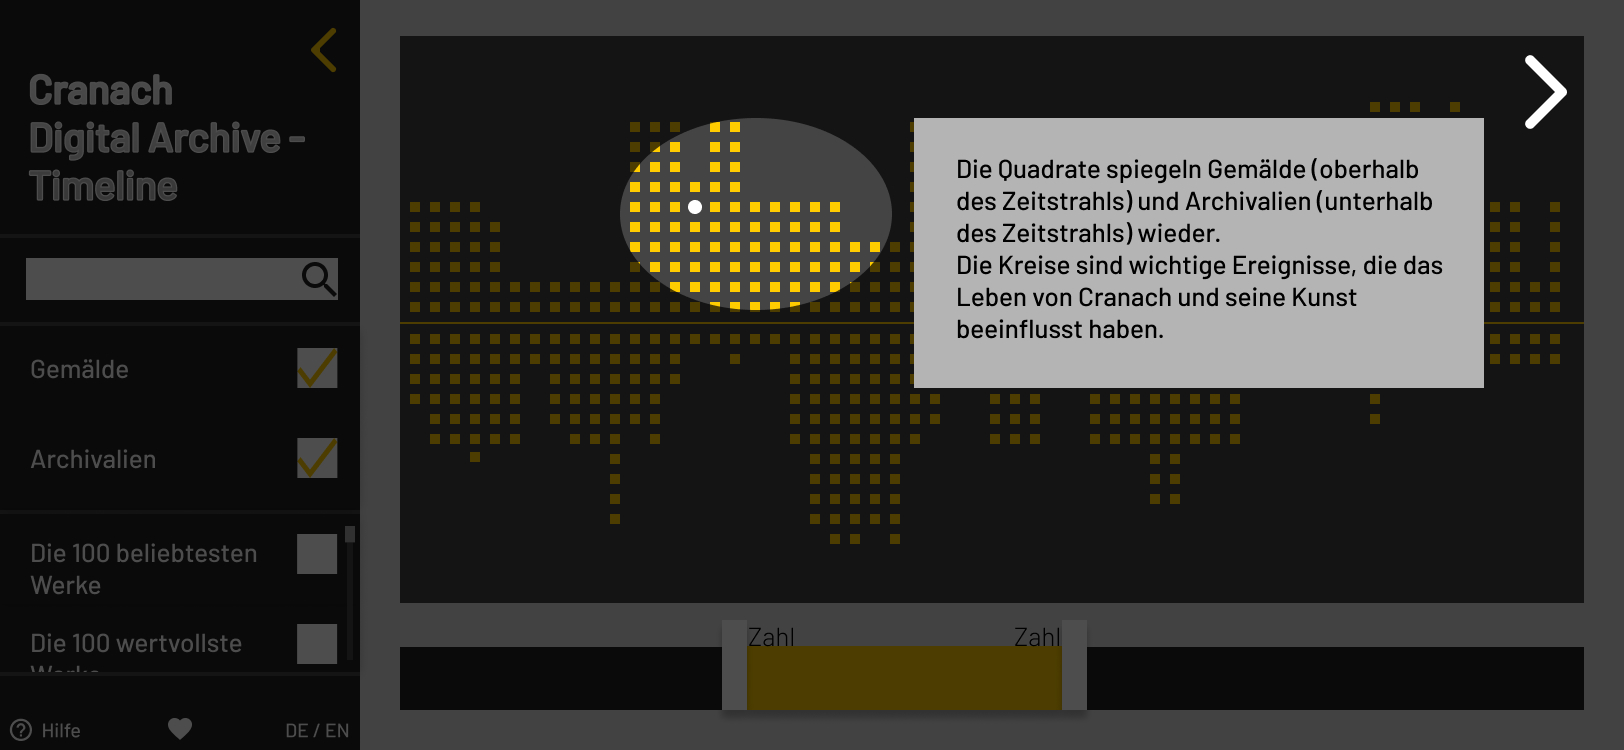 Cranach
Digital Archive -
Timeline
Gemälde
Archivalien
Die 100 beliebtesten
Werke
Die 100 wertvollste
Werke
Hilfe
DE / EN
Die Quadrate spiegeln Gemälde (oberhalb
des Zeitstrahls) und Archivalien (unterhalb
des Zeitstrahls) wieder.
Die Kreise sind wichtige Ereignisse, die das
Leben von Cranach und seine Kunst
beeinflusst haben.
Zahl
Zahl